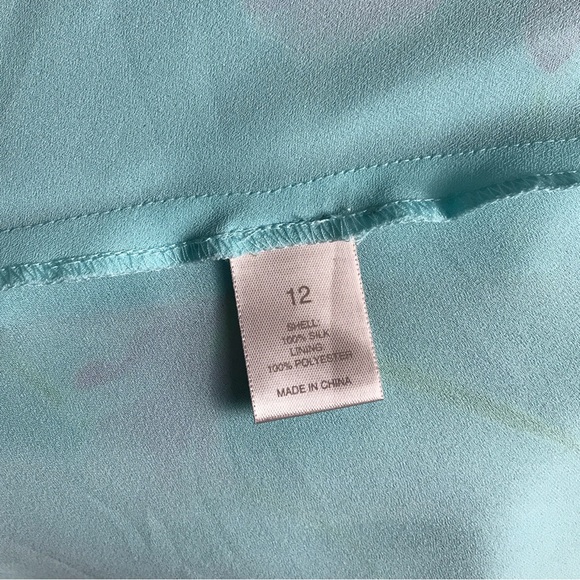 12
SHELL:
100% SILK
LINING:
100% POLYESTER
MADE IN CHINA